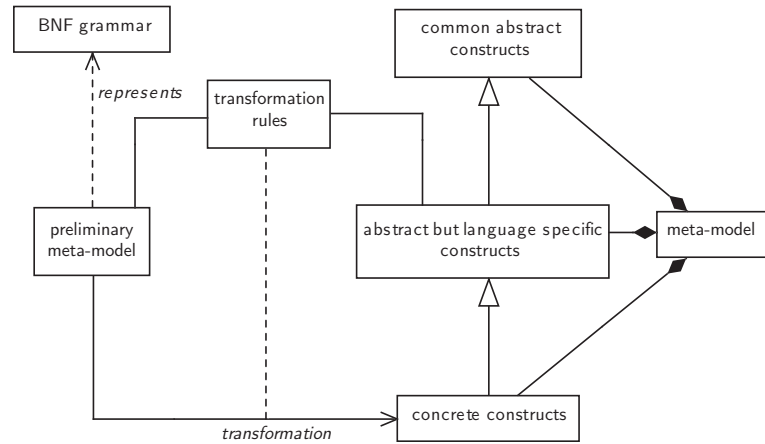 BNF grammar
common abstract
constructs
represents
transformation
rules
preliminary
meta-model
abstract but language specific
constructs
meta-model
concrete constructs
transformation